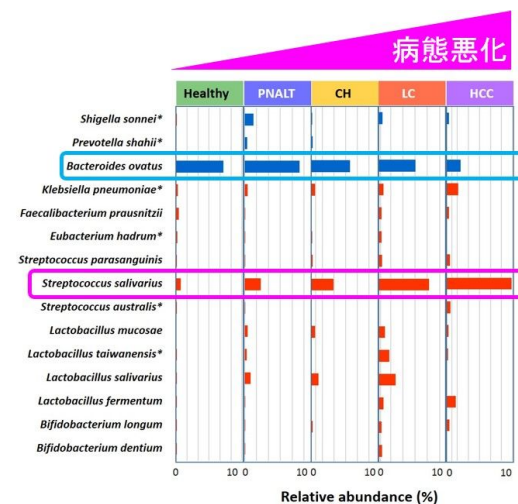 病態悪化
Healthy PNALT CH LC HCC
Shigella sonnei*
Prevotella shahii*
Bacteroides ovatus
Klebsiella pneumoniae*
Faecalibacterium prausnitzii
Eubacterium hadrum*
Streptococcus parasanguinis
Streptococcus salivarius
Streptococcus australis*
Lactobacillus mucosae
Lactobacillus taiwanensis*
Lactobacillus salivarius
Lactobacillus fermentum
Bifidobacterium longum
Bifidobacterium dentium
0 10 0 10 0 10 0 10 0 10
Relative abundance (%)